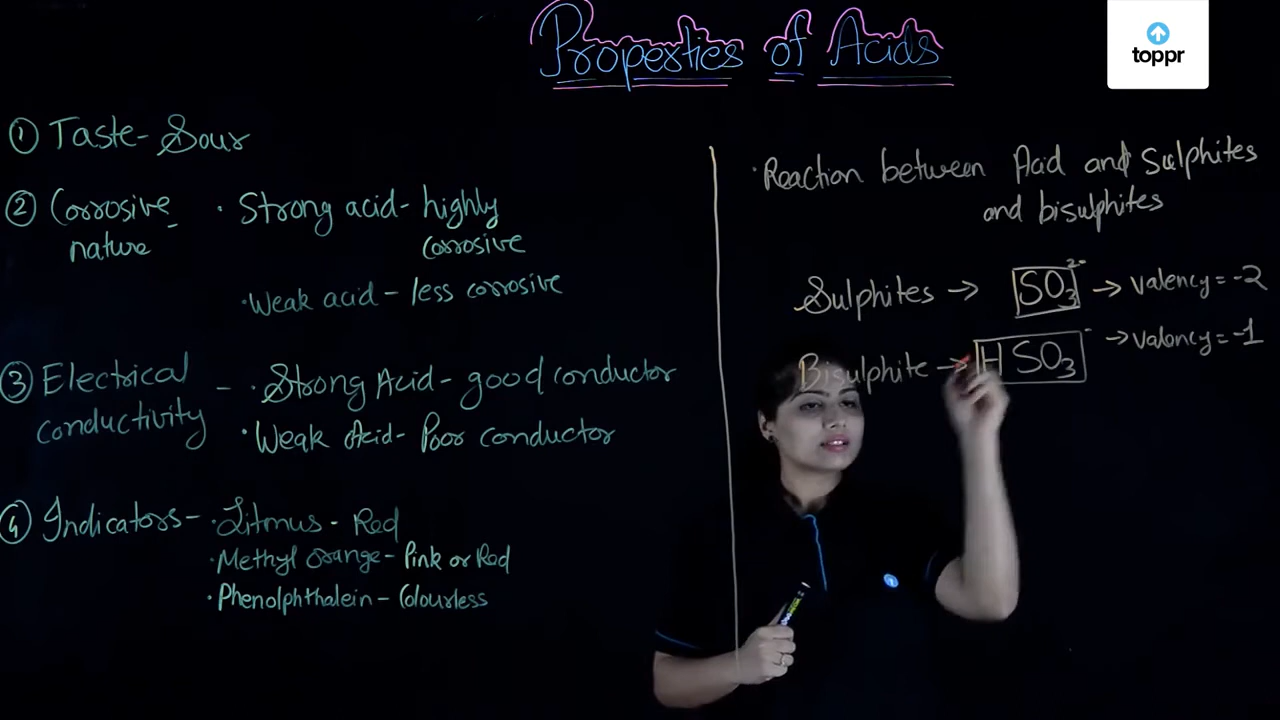 Properties of Acids
toppr
① Taste- Sour
② Corrosive - · Strong acid- highly
nature
corrosive
· Weak acid - less corrosive
③ Electrical - · Strong Acid- good conductor
conductivity · Weak Acid- Poor conductor
④ Indicators- · Litmus - Red
· Methyl orange- Pink or Red
· Phenolphthalein - Colourless
· Reaction between Acid and Sulphites
and bisulphites
Sulphites → SO₃²⁻ → valency = -2
Bisulphite → HSO₃⁻ → valency = -1